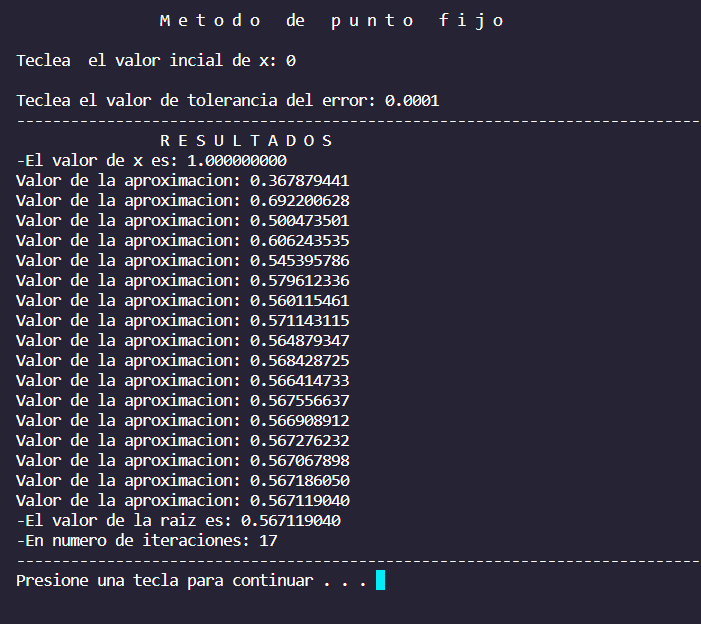 M e t o d o   de   p u n t o   f i j o
Teclea  el valor incial de x: 0
Teclea el valor de tolerancia del error: 0.0001
--------------------------------------------------------------------------
R E S U L T A D O S
-El valor de x es: 1.000000000
Valor de la aproximacion: 0.367879441
Valor de la aproximacion: 0.692200628
Valor de la aproximacion: 0.500473501
Valor de la aproximacion: 0.606243535
Valor de la aproximacion: 0.545395786
Valor de la aproximacion: 0.579612336
Valor de la aproximacion: 0.560115461
Valor de la aproximacion: 0.571143115
Valor de la aproximacion: 0.564879347
Valor de la aproximacion: 0.568428725
Valor de la aproximacion: 0.566414733
Valor de la aproximacion: 0.567556637
Valor de la aproximacion: 0.566908912
Valor de la aproximacion: 0.567276232
Valor de la aproximacion: 0.567067898
Valor de la aproximacion: 0.567186050
Valor de la aproximacion: 0.567119040
-El valor de la raiz es: 0.567119040
-En numero de iteraciones: 17
--------------------------------------------------------------------------
Presione una tecla para continuar . . .